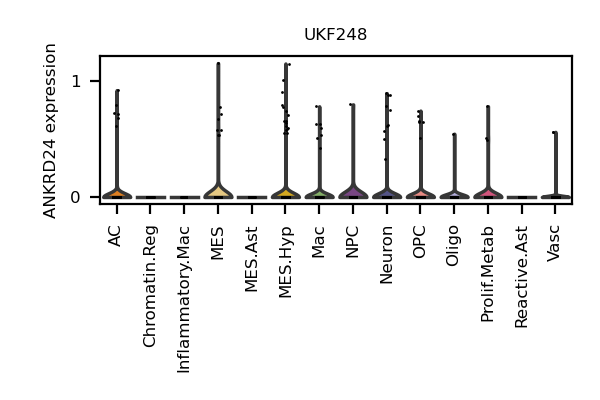 UKF248
ANKRD24 expression
1
0
AC
Chromatin.Reg
Inflammatory.Mac
MES
MES.Ast
MES.Hyp
Mac
NPC
Neuron
OPC
Oligo
Prolif.Metab
Reactive.Ast
Vasc